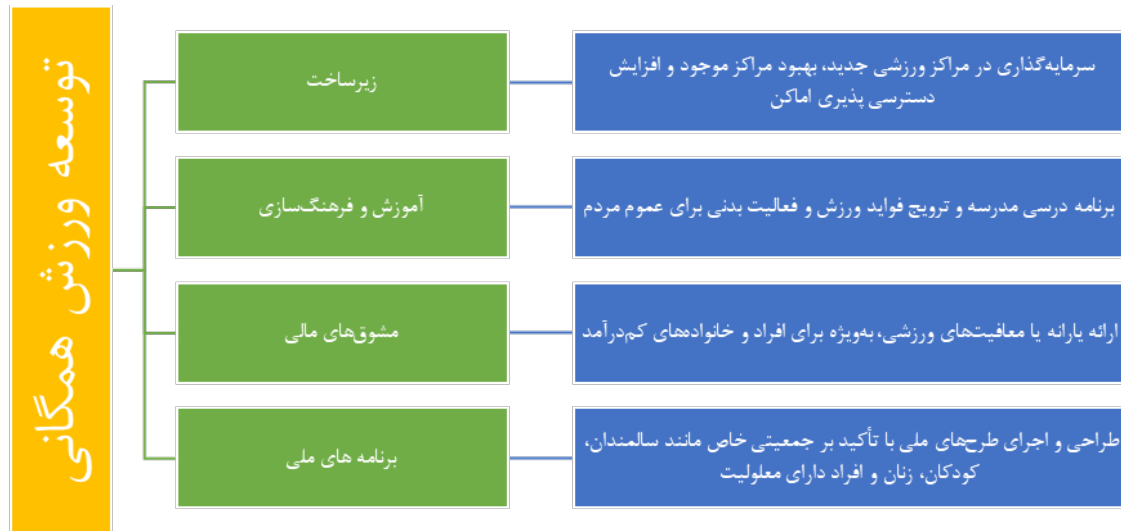 توسعه ورزش همگانی
زیرساخت
سرمایه‌گذاری در مراکز ورزشی جدید، بهبود مراکز موجود و افزایش
دسترسی پذیری اماکن
آموزش و فرهنگ‌سازی
برنامه درسی مدرسه و ترویج فواید ورزش و فعالیت بدنی برای عموم مردم
مشوق‌های مالی
ارائه یارانه یا معافیت‌های ورزشی، به‌ویژه برای افراد و خانواده‌های کم‌درآمد
برنامه های ملی
طراحی و اجرای طرح‌های ملی با تأکید بر جمعیتی خاص مانند سالمندان،
کودکان، زنان و افراد دارای معلولیت